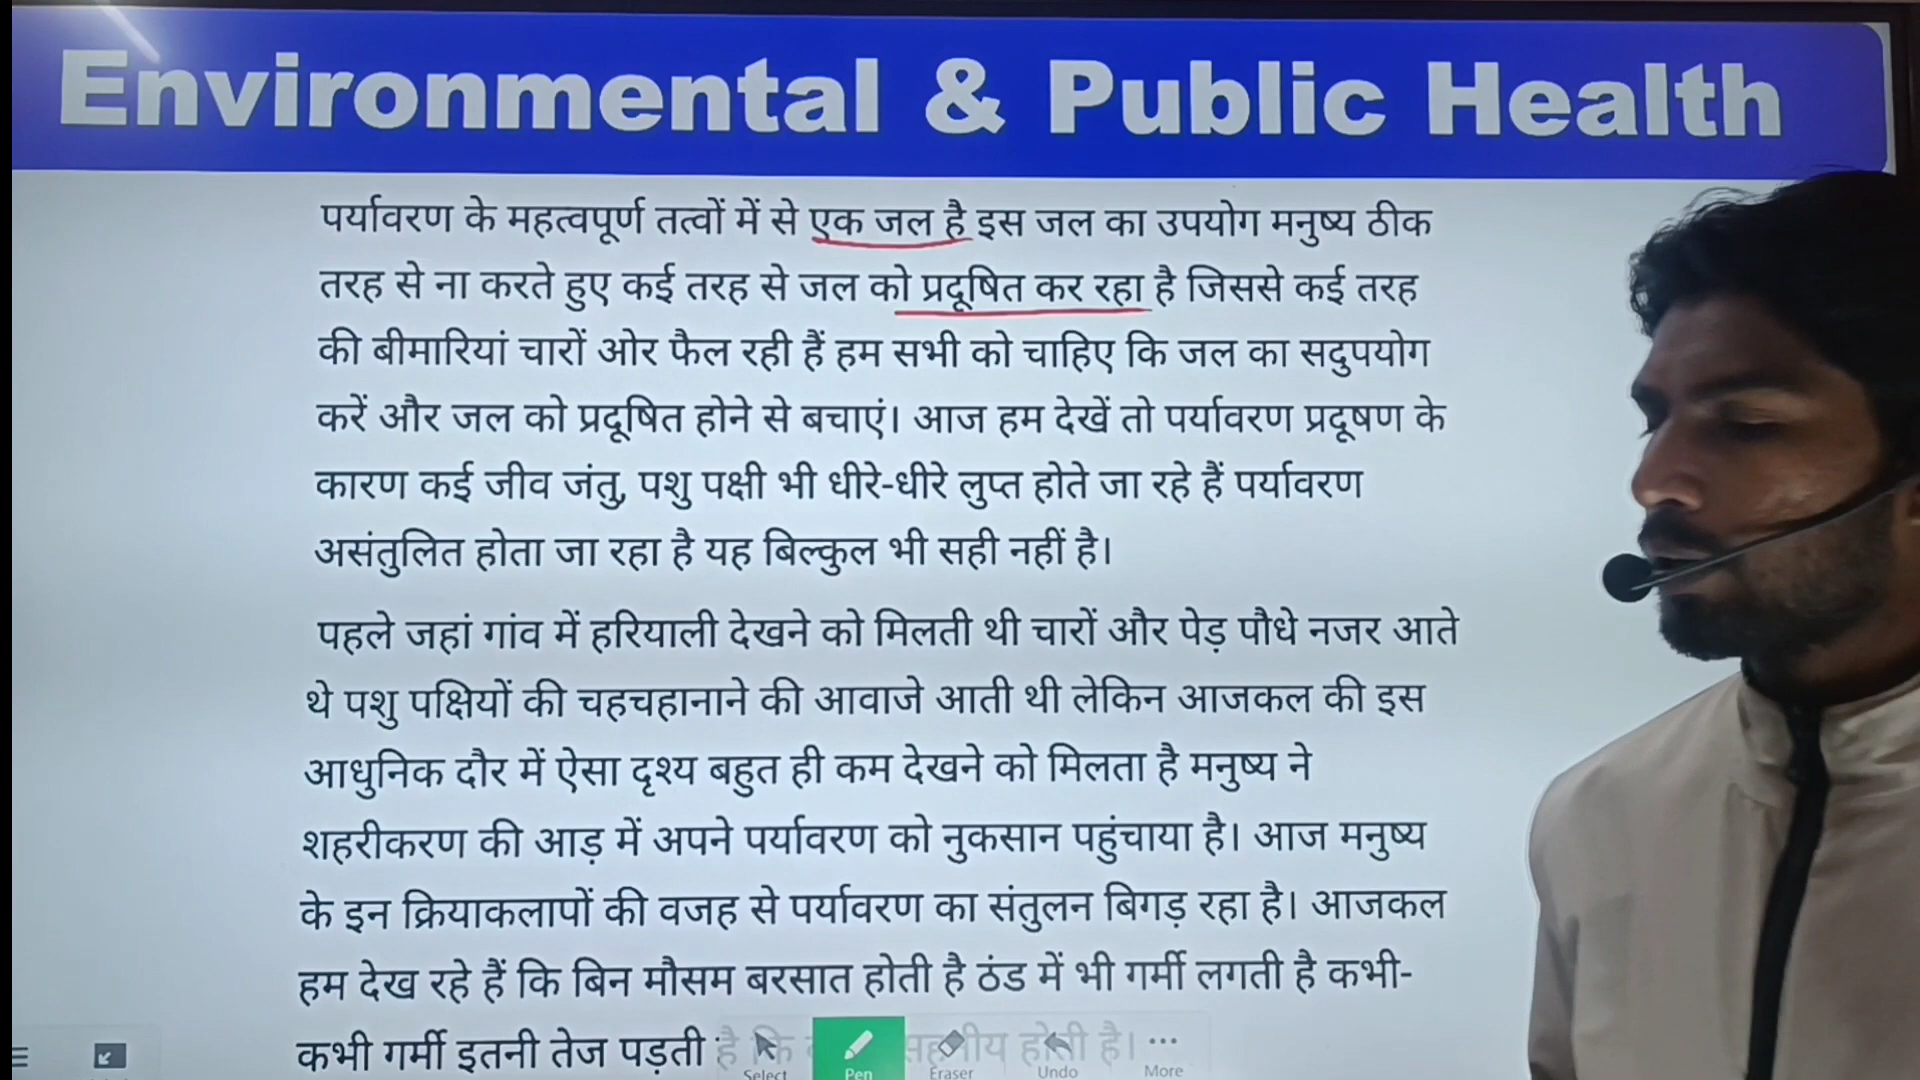 Environmental & Public Health
पर्यावरण के महत्वपूर्ण तत्वों में से एक जल है इस जल का उपयोग मनुष्य ठीक
तरह से ना करते हुए कई तरह से जल को प्रदूषित कर रहा है जिससे कई तरह
की बीमारियां चारों ओर फैल रही हैं हम सभी को चाहिए कि जल का सदुपयोग
करें और जल को प्रदूषित होने से बचाएं। आज हम देखें तो पर्यावरण प्रदूषण के
कारण कई जीव जंतु, पशु पक्षी भी धीरे-धीरे लुप्त होते जा रहे हैं पर्यावरण
असंतुलित होता जा रहा है यह बिल्कुल भी सही नहीं है।
पहले जहां गांव में हरियाली देखने को मिलती थी चारों और पेड़ पौधे नजर आते
थे पशु पक्षियों की चहचहानाने की आवाजे आती थी लेकिन आजकल की इस
आधुनिक दौर में ऐसा दृश्य बहुत ही कम देखने को मिलता है मनुष्य ने
शहरीकरण की आड़ में अपने पर्यावरण को नुकसान पहुंचाया है। आज मनुष्य
के इन क्रियाकलापों की वजह से पर्यावरण का संतुलन बिगड़ रहा है। आजकल
हम देख रहे हैं कि बिन मौसम बरसात होती है ठंड में भी गर्मी लगती है कभी-
कभी गर्मी इतनी तेज पड़ती है कि होती है।
Select Pen Eraser Undo More